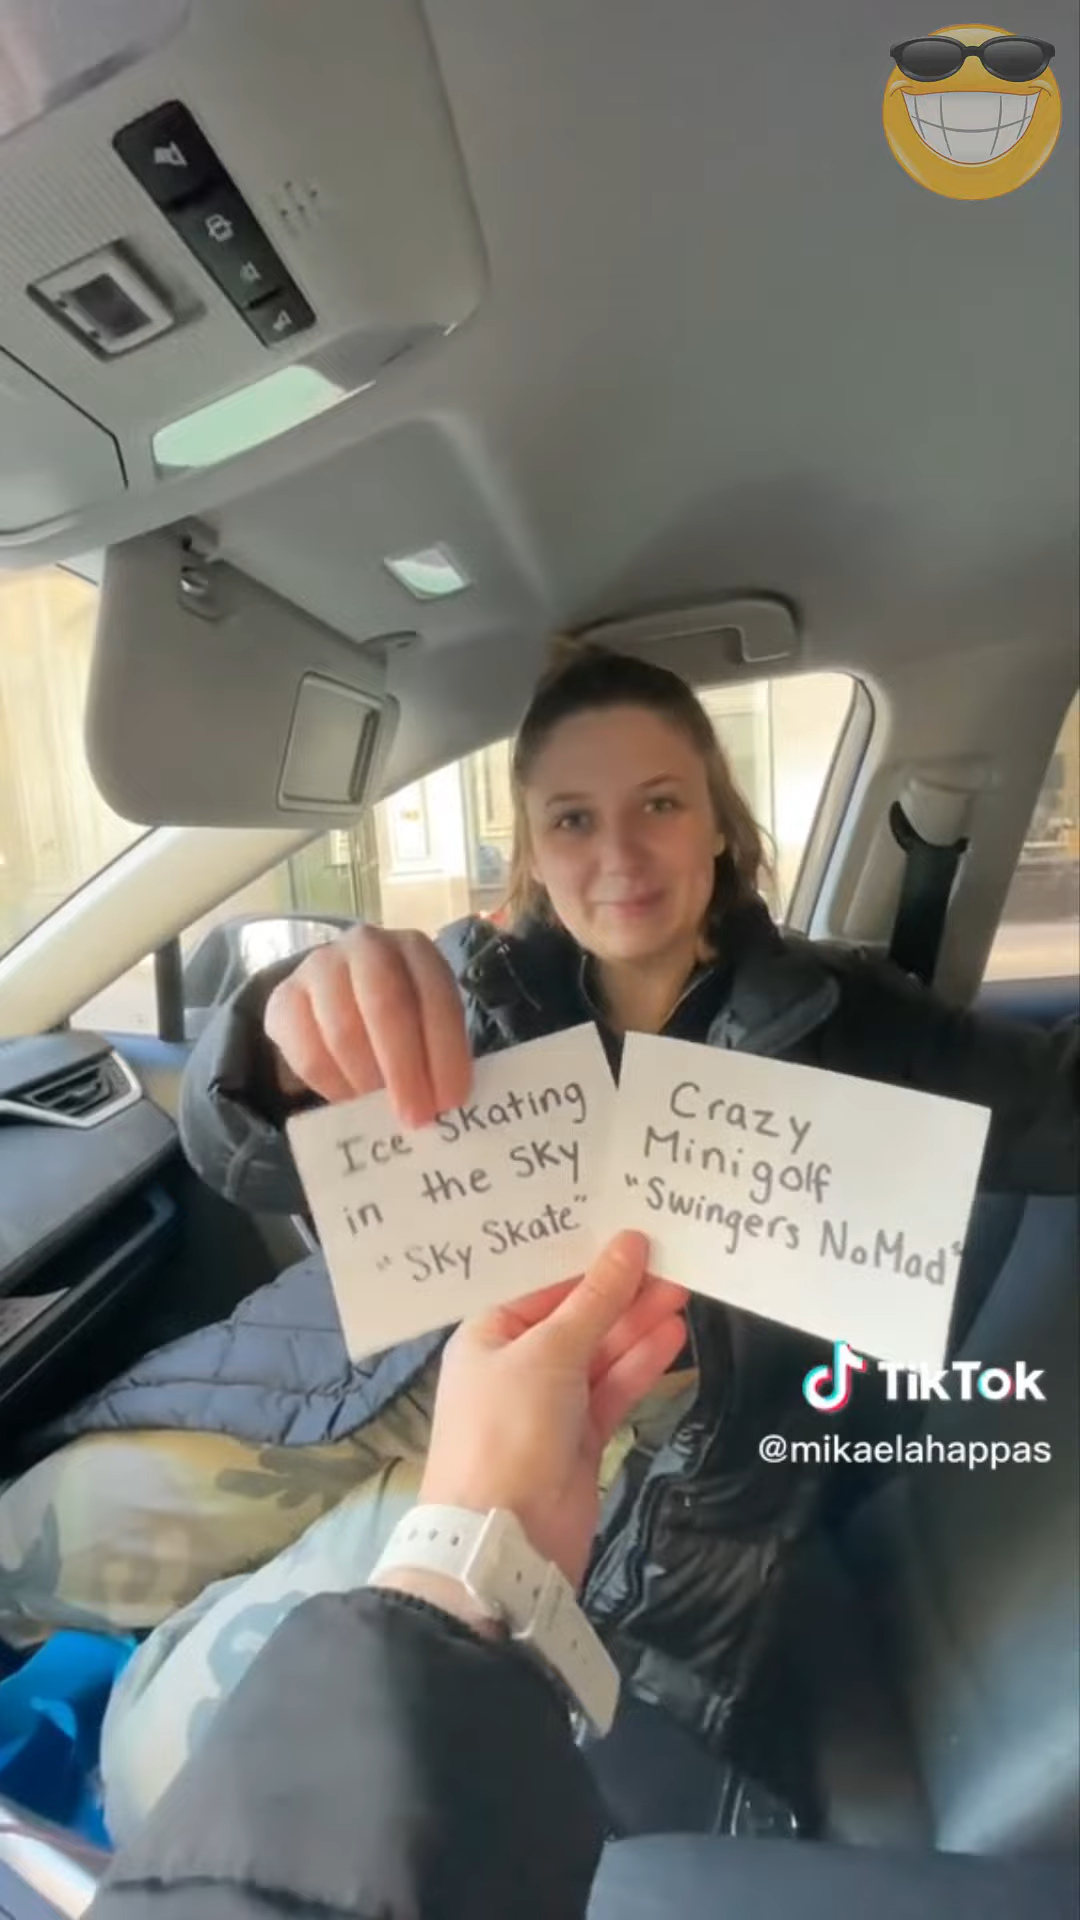 Ice Skating
in the Sky
"Sky Skate"
Crazy
Minigolf
"Swingers NoMad"
TikTok
@mikaelahappas